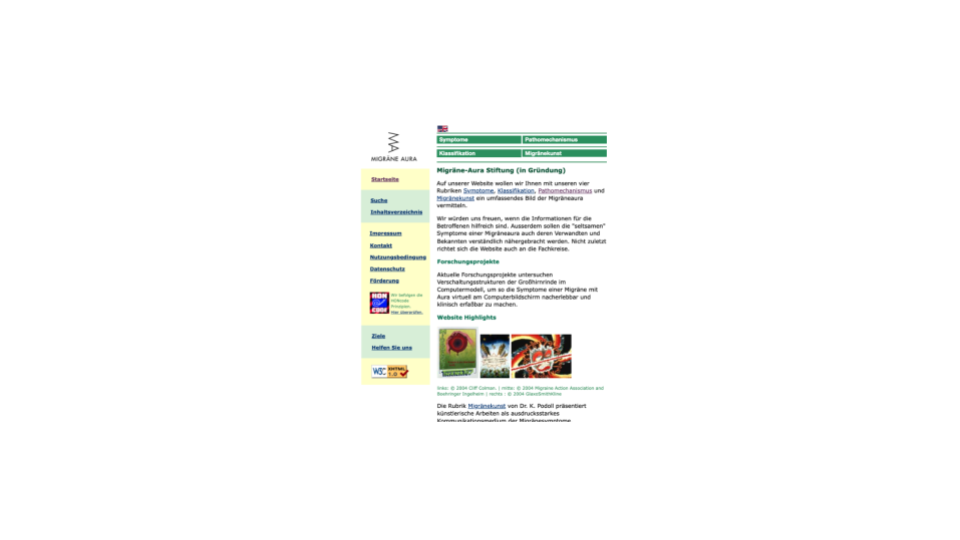 MIGRÄNE AURA
Symptome
Pathomechanismus
Klassifikation
Migränekunst
Startseite
Suche
Inhaltsverzeichnis
Impressum
Kontakt
Nutzungsbedingung
Datenschutz
Förderung
Wir befolgen die
HONcode
Prinzipien.
Hier überprüfen.
Ziele
Helfen Sie uns
W3C XHTML 1.0
Migräne-Aura Stiftung (in Gründung)
Auf unserer Website wollen wir Ihnen mit unseren vier
Rubriken Symptome, Klassifikation, Pathomechanismus und
Migränekunst ein umfassendes Bild der Migräneaura
vermitteln.
Wir würden uns freuen, wenn die Informationen für die
Betroffenen hilfreich sind. Ausserdem sollen die "seltsamen"
Symptome einer Migräneaura auch deren Verwandten und
Bekannten verständlich nähergebracht werden. Nicht zuletzt
richtet sich die Website auch an die Fachkreise.
Forschungsprojekte
Aktuelle Forschungsprojekte untersuchen
Verschaltungsstrukturen der Großhirnrinde im
Computermodell, um so die Symptome einer Migräne mit
Aura virtuell am Computerbildschirm nacherlebbar und
klinisch erfaßbar zu machen.
Website Highlights
links: © 2004 Cliff Colman. | mitte: © 2004 Migraine Action Association and
Boehringer Ingelheim | rechts : © 2004 GlaxoSmithKline
Die Rubrik Migränekunst von Dr. K. Podoll präsentiert
künstlerische Arbeiten als ausdrucksstarkes
Kommunikationsmedium der Migränesymptome